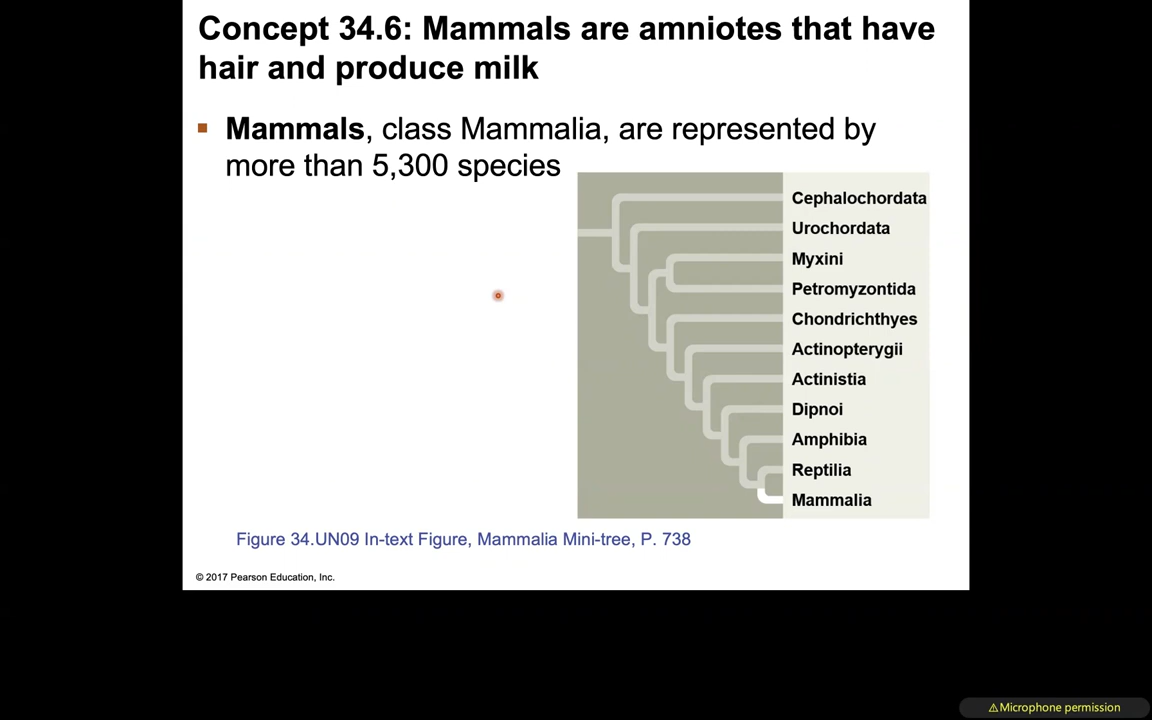 Concept 34.6: Mammals are amniotes that have
hair and produce milk
Mammals, class Mammalia, are represented by
more than 5,300 species
Cephalochordata
Urochordata
Myxini
Petromyzontida
Chondrichthyes
Actinopterygii
Actinistia
Dipnoi
Amphibia
Reptilia
Mammalia
Figure 34.UN09 In-text Figure, Mammalia Mini-tree, P. 738
© 2017 Pearson Education, Inc.
⚠Microphone permission